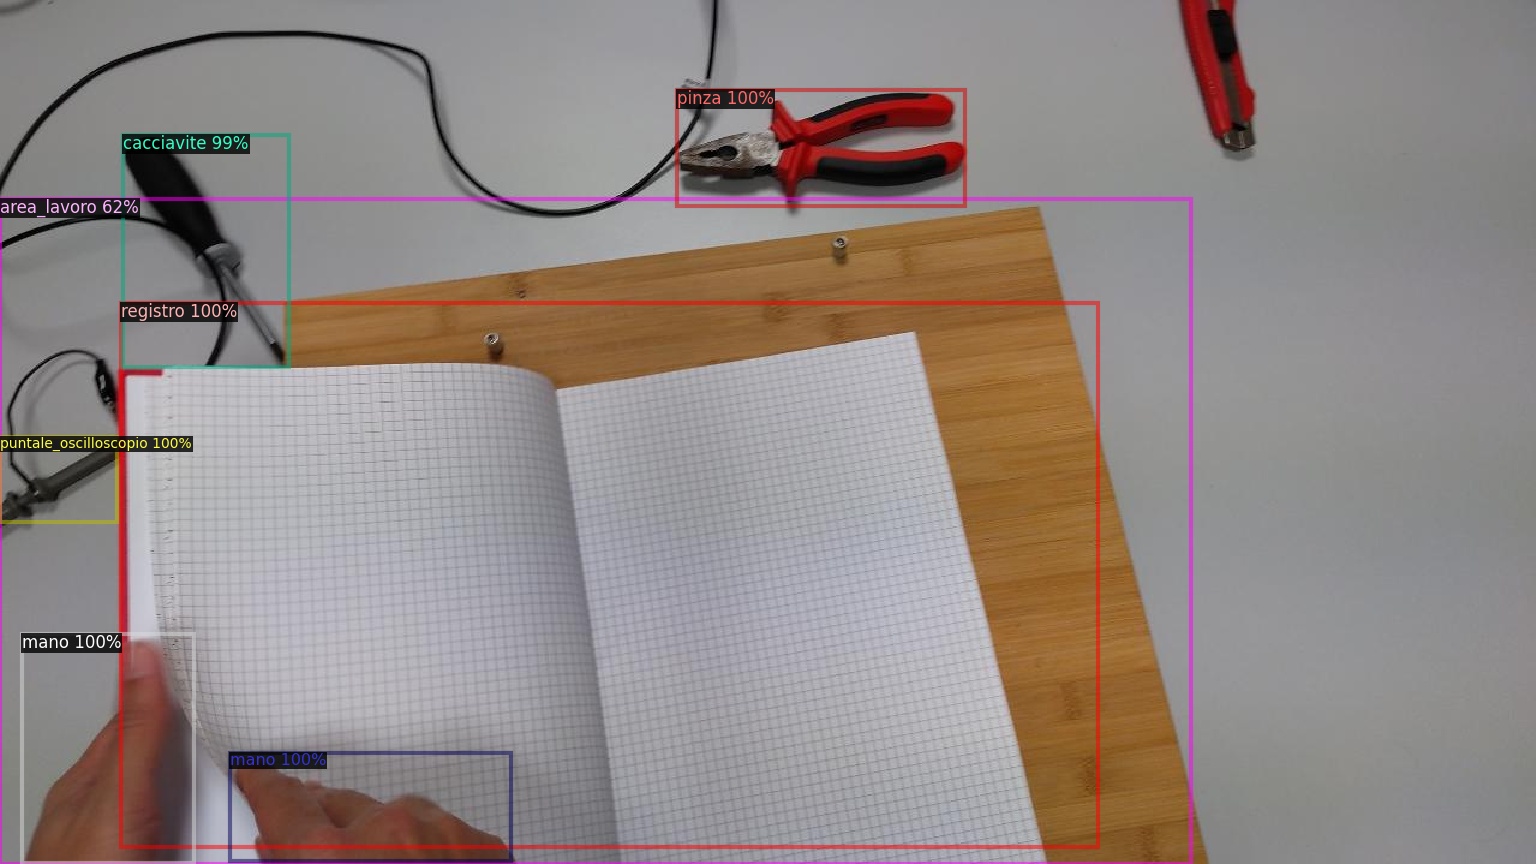 pinza 100%
cacciavite 99%
area_lavoro 62%
registro 100%
puntale_oscilloscopio 100%
mano 100%
mano 100%